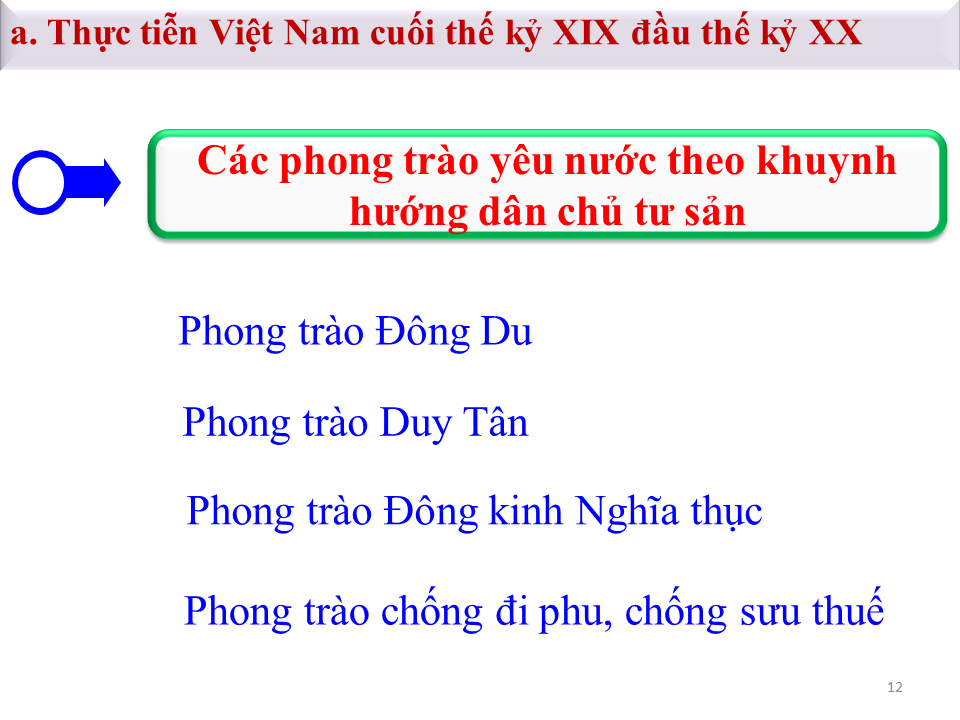 a. Thực tiễn Việt Nam cuối thế kỷ XIX đầu thế kỷ XX
Các phong trào yêu nước theo khuynh
hướng dân chủ tư sản
Phong trào Đông Du
Phong trào Duy Tân
Phong trào Đông kinh Nghĩa thục
Phong trào chống đi phu, chống sưu thuế
12